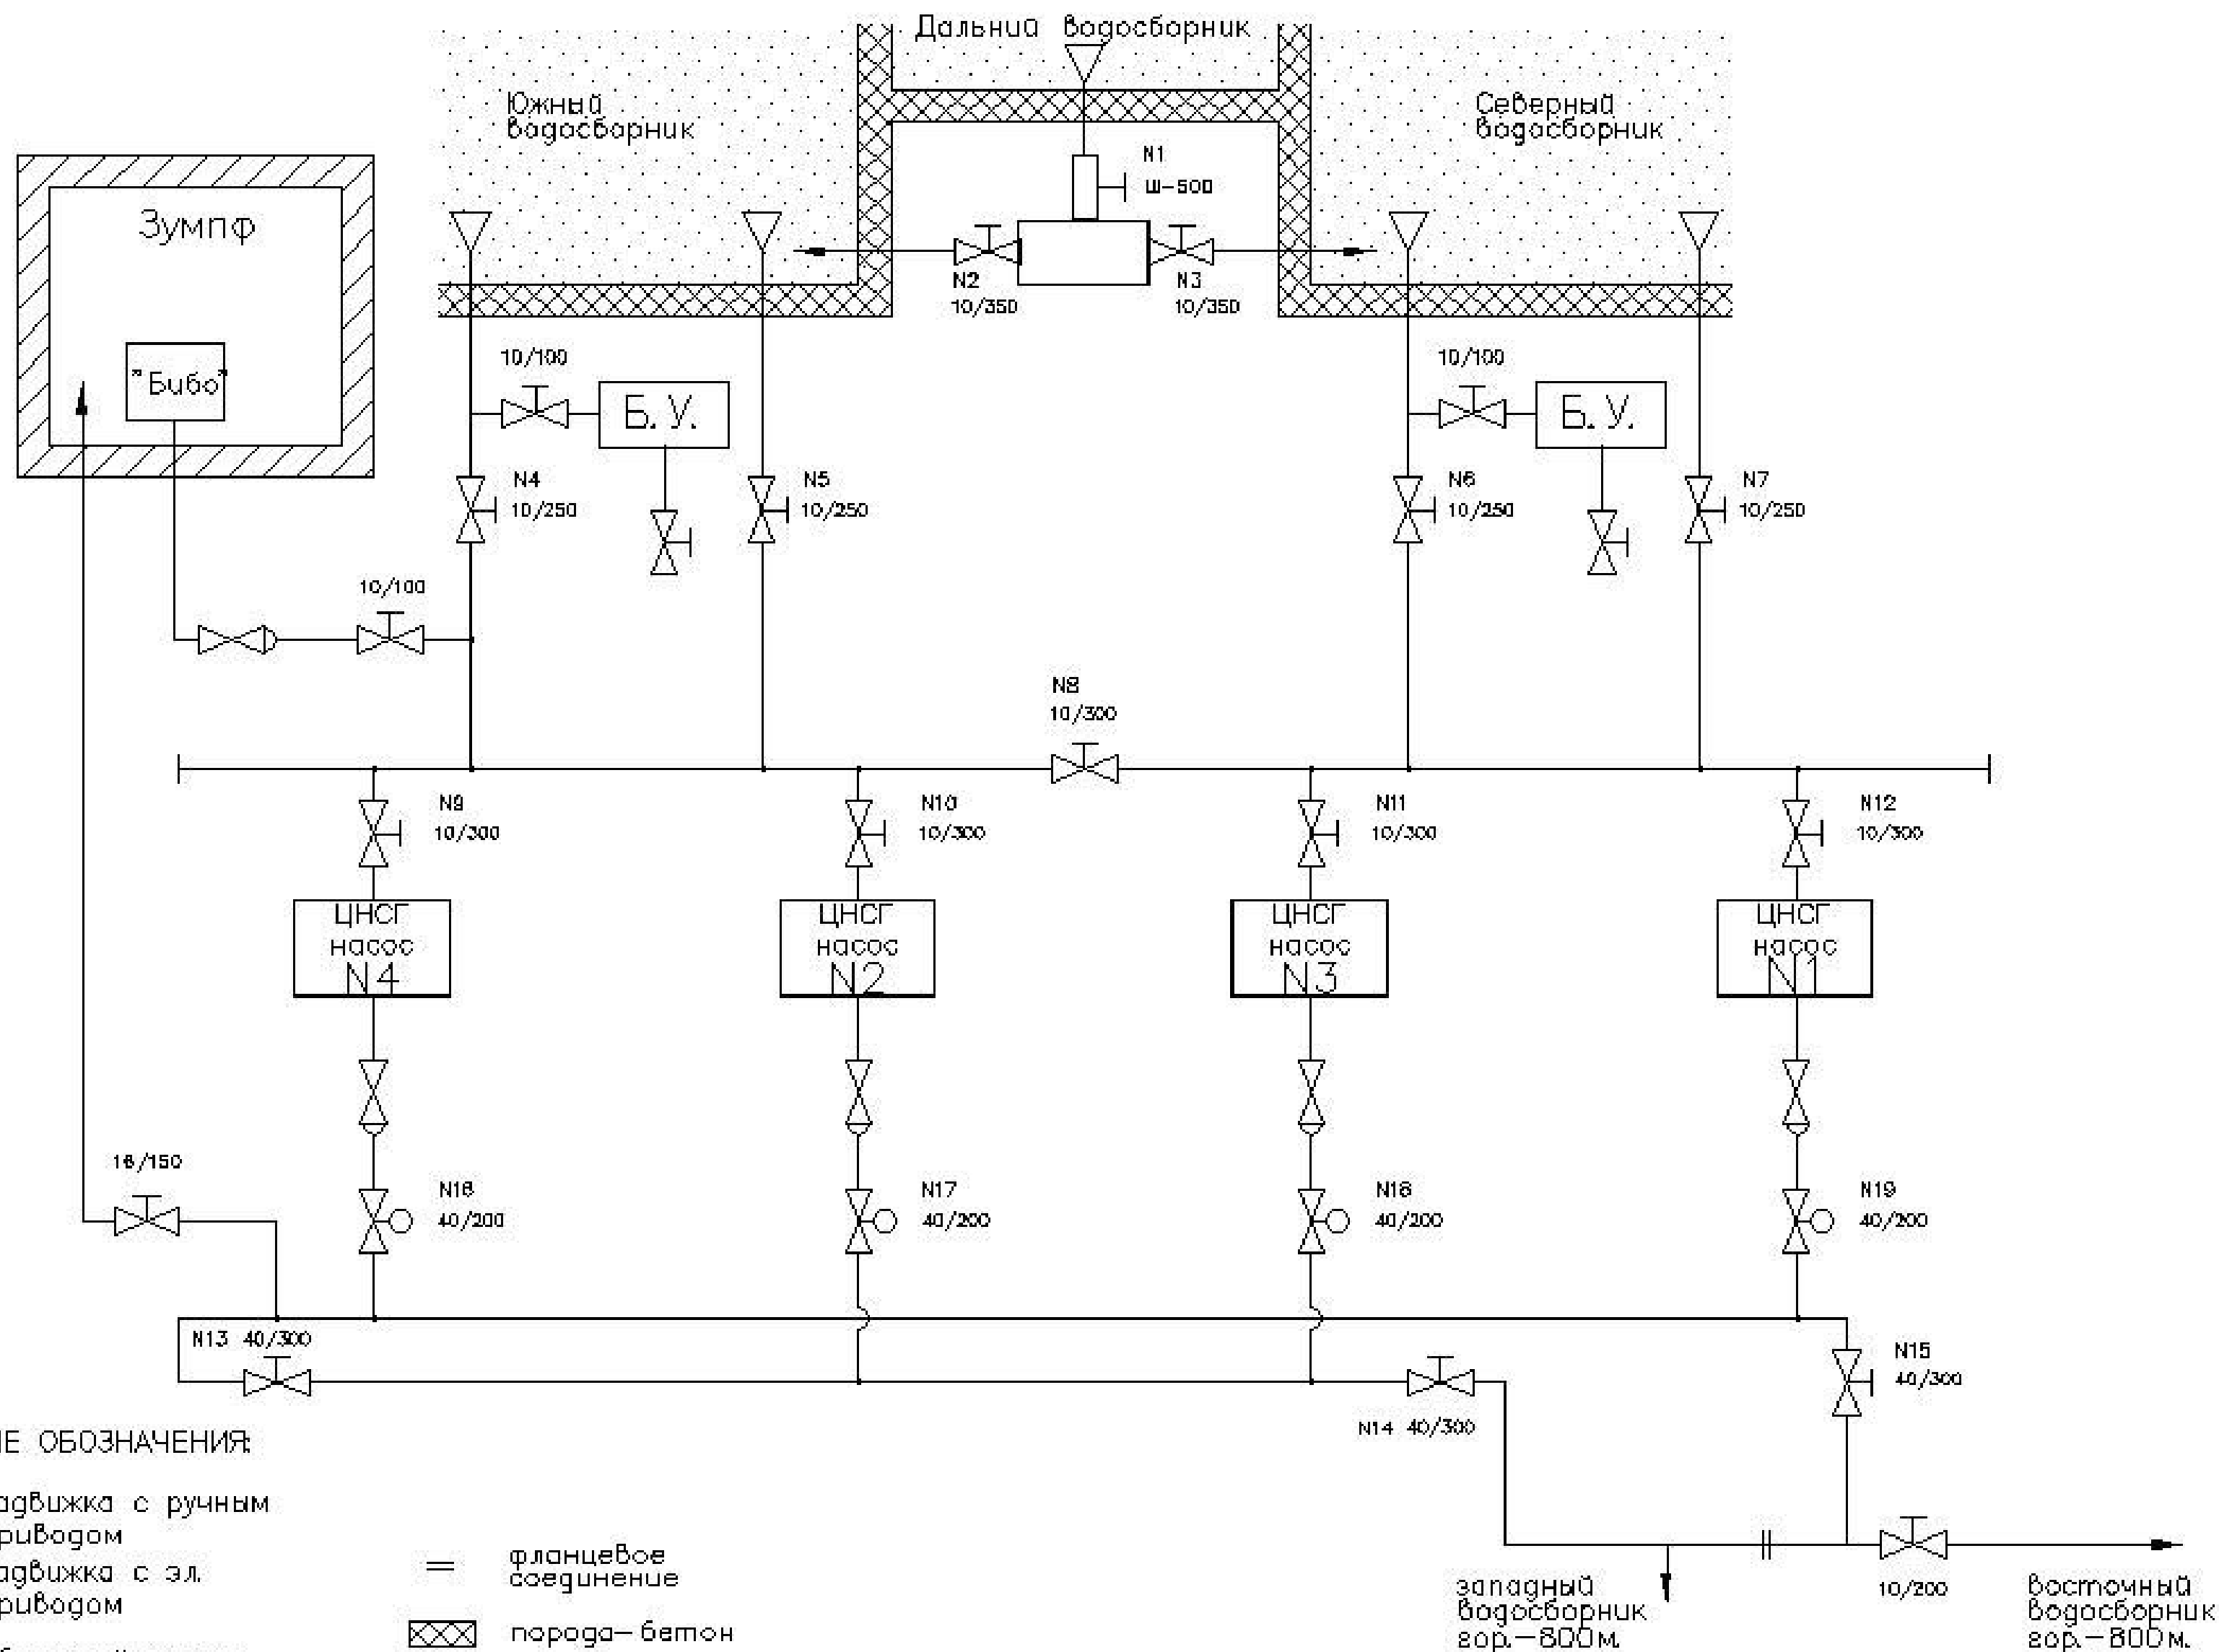 Дальний водосборник
Южный
водосборник
Северный
водосборник
Зумпф
"Бибо"
N1
Ш-500
N2
10/350
N3
10/350
10/100
Б.У.
10/100
Б.У.
N4
10/250
N5
10/250
N6
10/250
N7
10/250
10/100
N8
10/300
N9
10/300
N10
10/300
N11
10/300
N12
10/300
ЦНСГ
насос
N4
ЦНСГ
насос
N2
ЦНСГ
насос
N3
ЦНСГ
насос
N1
16/150
N16
40/200
N17
40/200
N18
40/200
N19
40/200
N13 40/300
N15
40/300
N14 40/300
ИЕ ОБОЗНАЧЕНИЯ:
адвижка с ручным
риводом
адвижка с эл.
риводом
фланцевое
соединение
порода-бетон
западный
водосборник
гор.-800м.
10/200
восточный
водосборник
гор.-800м.